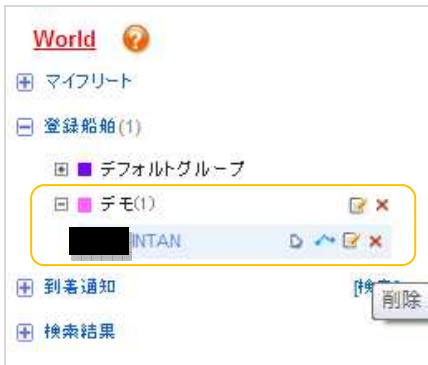 World
マイフリート
登録船舶(1)
デフォルトグループ
デモ(1)
INTAN
到着通知
削除
検索結果